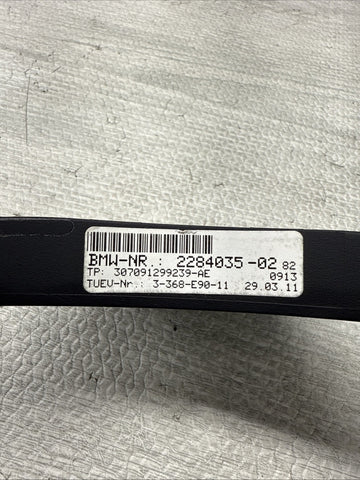 BMW-NR.: 2284035-02 82
TP: 307091299239-AE 0913
TUEV-Nr.: 3-368-E90-11 29.03.11